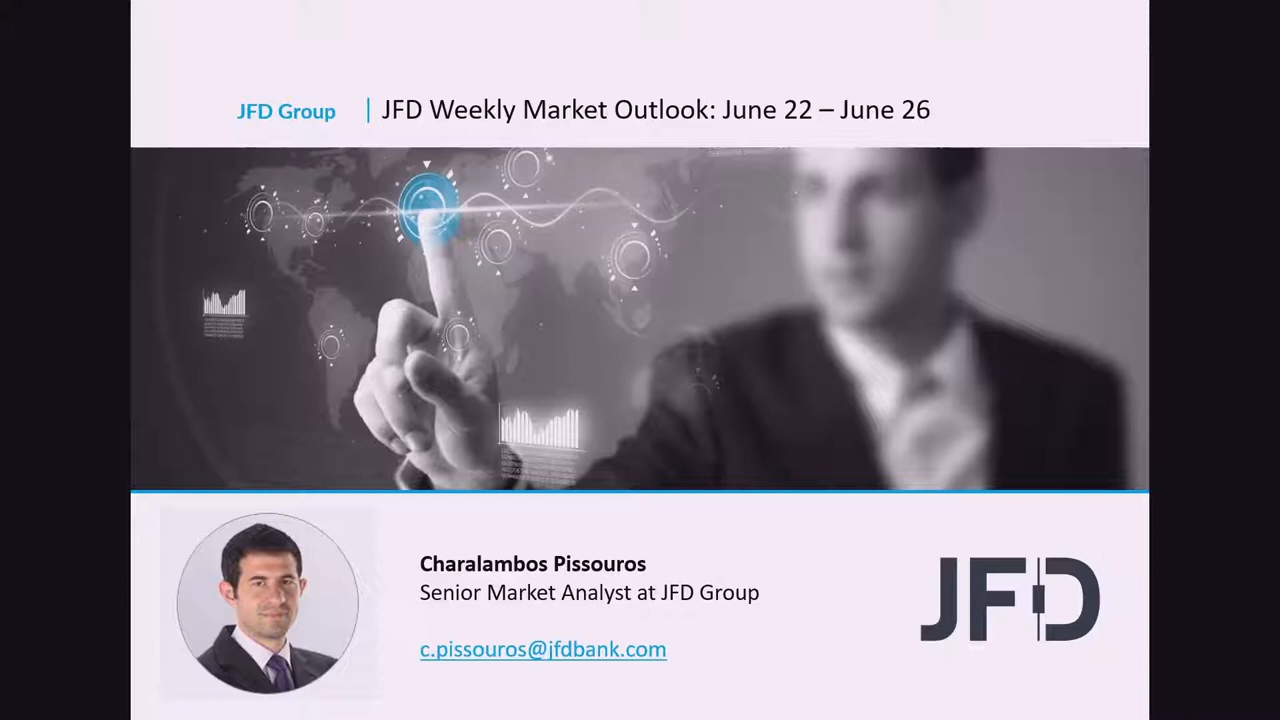 JFD Group | JFD Weekly Market Outlook: June 22 – June 26
Charalambos Pissouros
Senior Market Analyst at JFD Group
c.pissouros@jfdbank.com
JFD